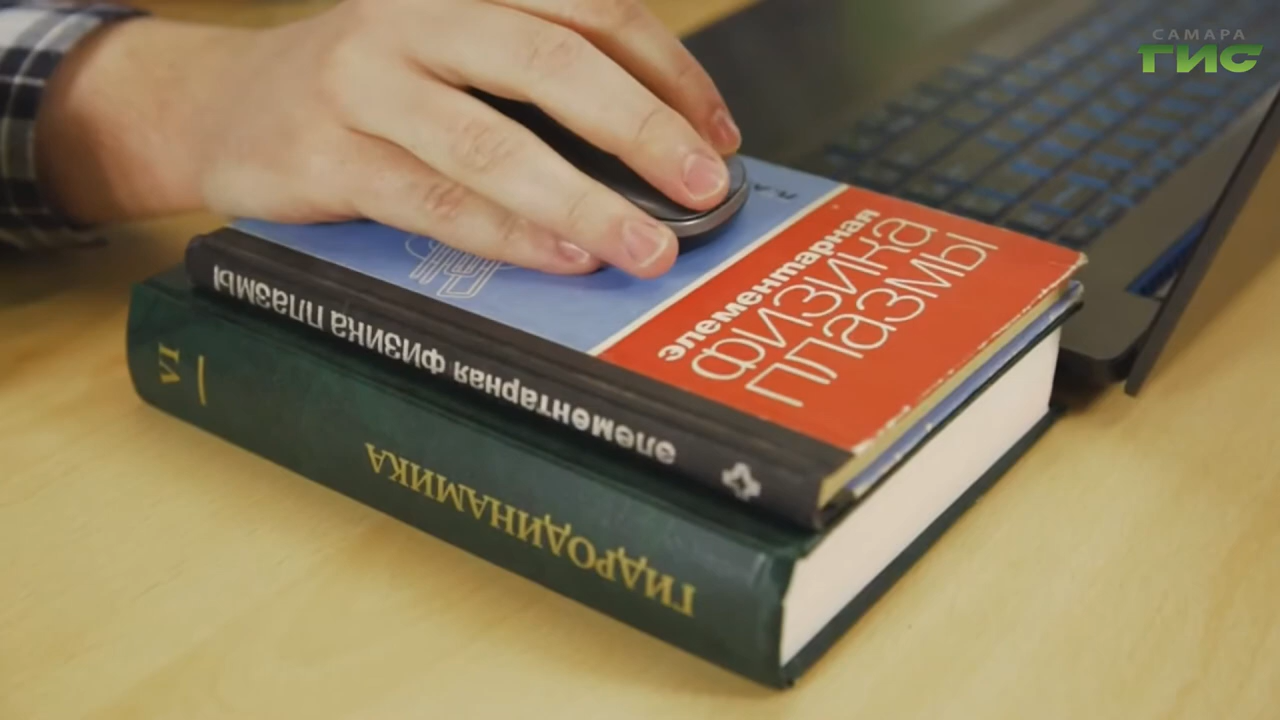 САМАРА
ГИС
элементарная
физика
плазмы
элементарная физика плазмы
VI
ГИДРОДИНАМИКА